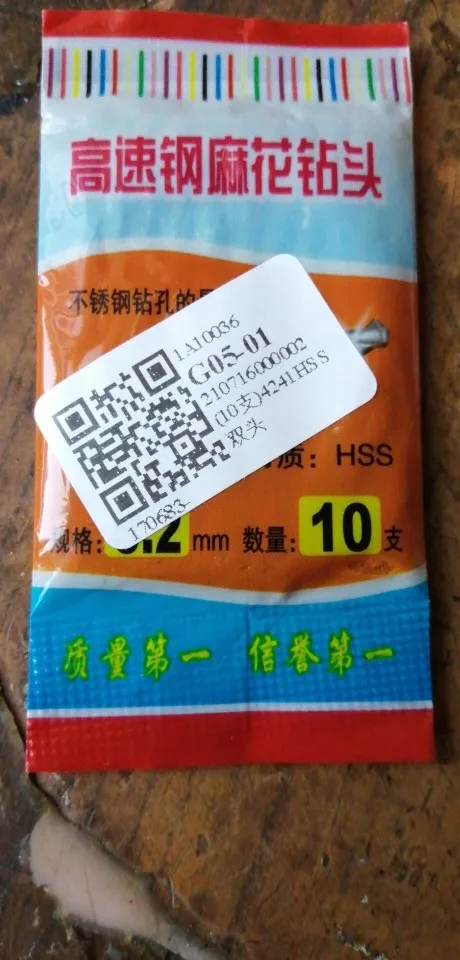 高速钢麻花钻头
不锈钢钻孔的
1A10036
G05-01
210716000002
(10支)4241HSS
双头
170683-
质: HSS
规格: .2 mm 数量: 10 支
质量第一 信誉第一